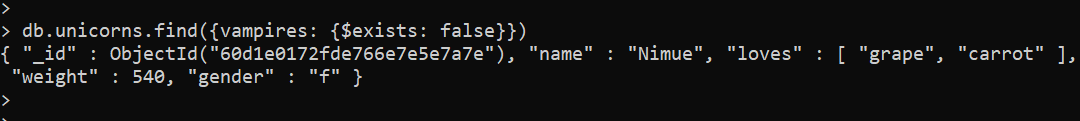 >
> db.unicorns.find({vampires: {$exists: false}})
{ "_id" : ObjectId("60d1e0172fde766e7e5e7a7e"), "name" : "Nimue", "loves" : [ "grape", "carrot" ],
 "weight" : 540, "gender" : "f" }
>